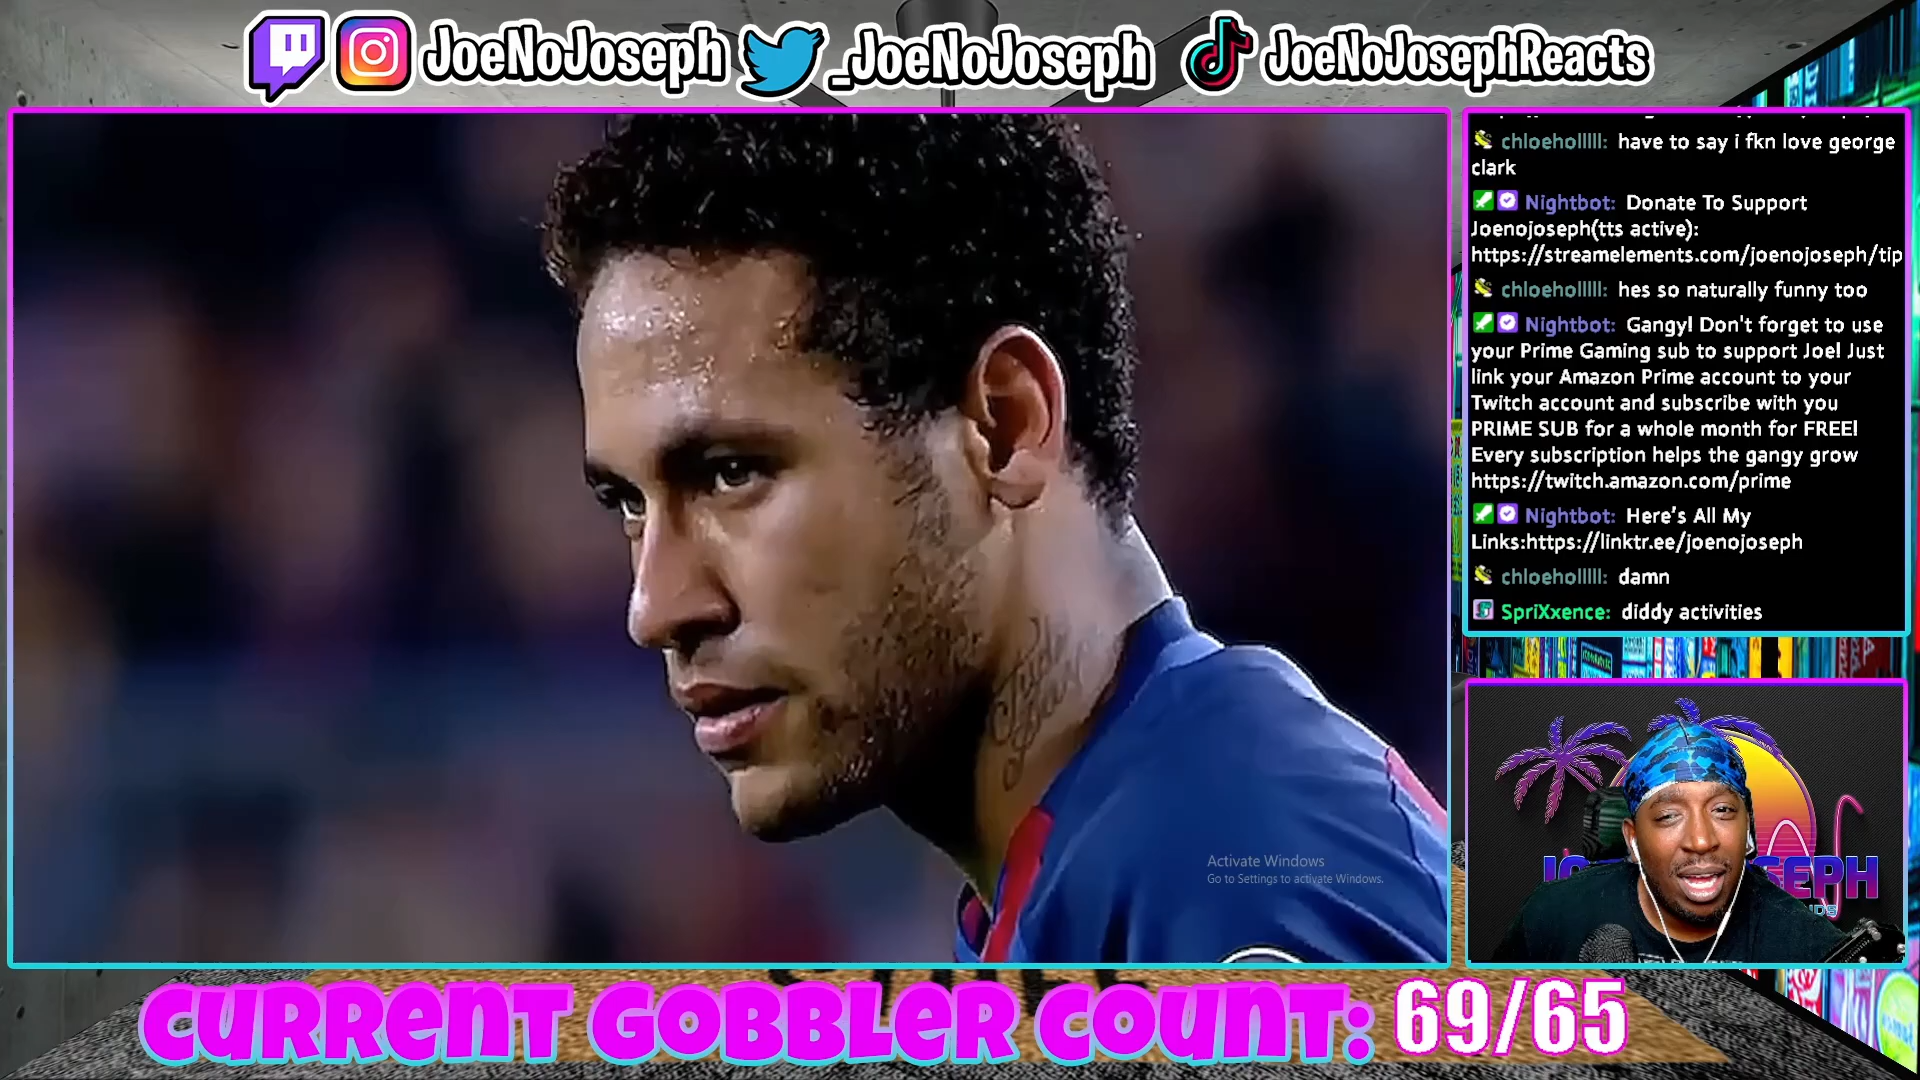 JoeNoJoseph _JoeNoJoseph JoeNoJosephReacts
chloeholllll: have to say i fkn love george
clark
Nightbot: Donate To Support
Joenojoseph(tts active):
https://streamelements.com/joenojoseph/tip
chloeholllll: hes so naturally funny too
Nightbot: Gangy! Don't forget to use
your Prime Gaming sub to support Joe! Just
link your Amazon Prime account to your
Twitch account and subscribe with you
PRIME SUB for a whole month for FREE!
Every subscription helps the gangy grow
https://twitch.amazon.com/prime
Nightbot: Here's All My
Links:https://linktr.ee/joenojoseph
chloeholllll: damn
SpriXxence: diddy activities
Activate Windows
Go to Settings to activate Windows.
CURRENT GOBBLER COUNT: 69/65